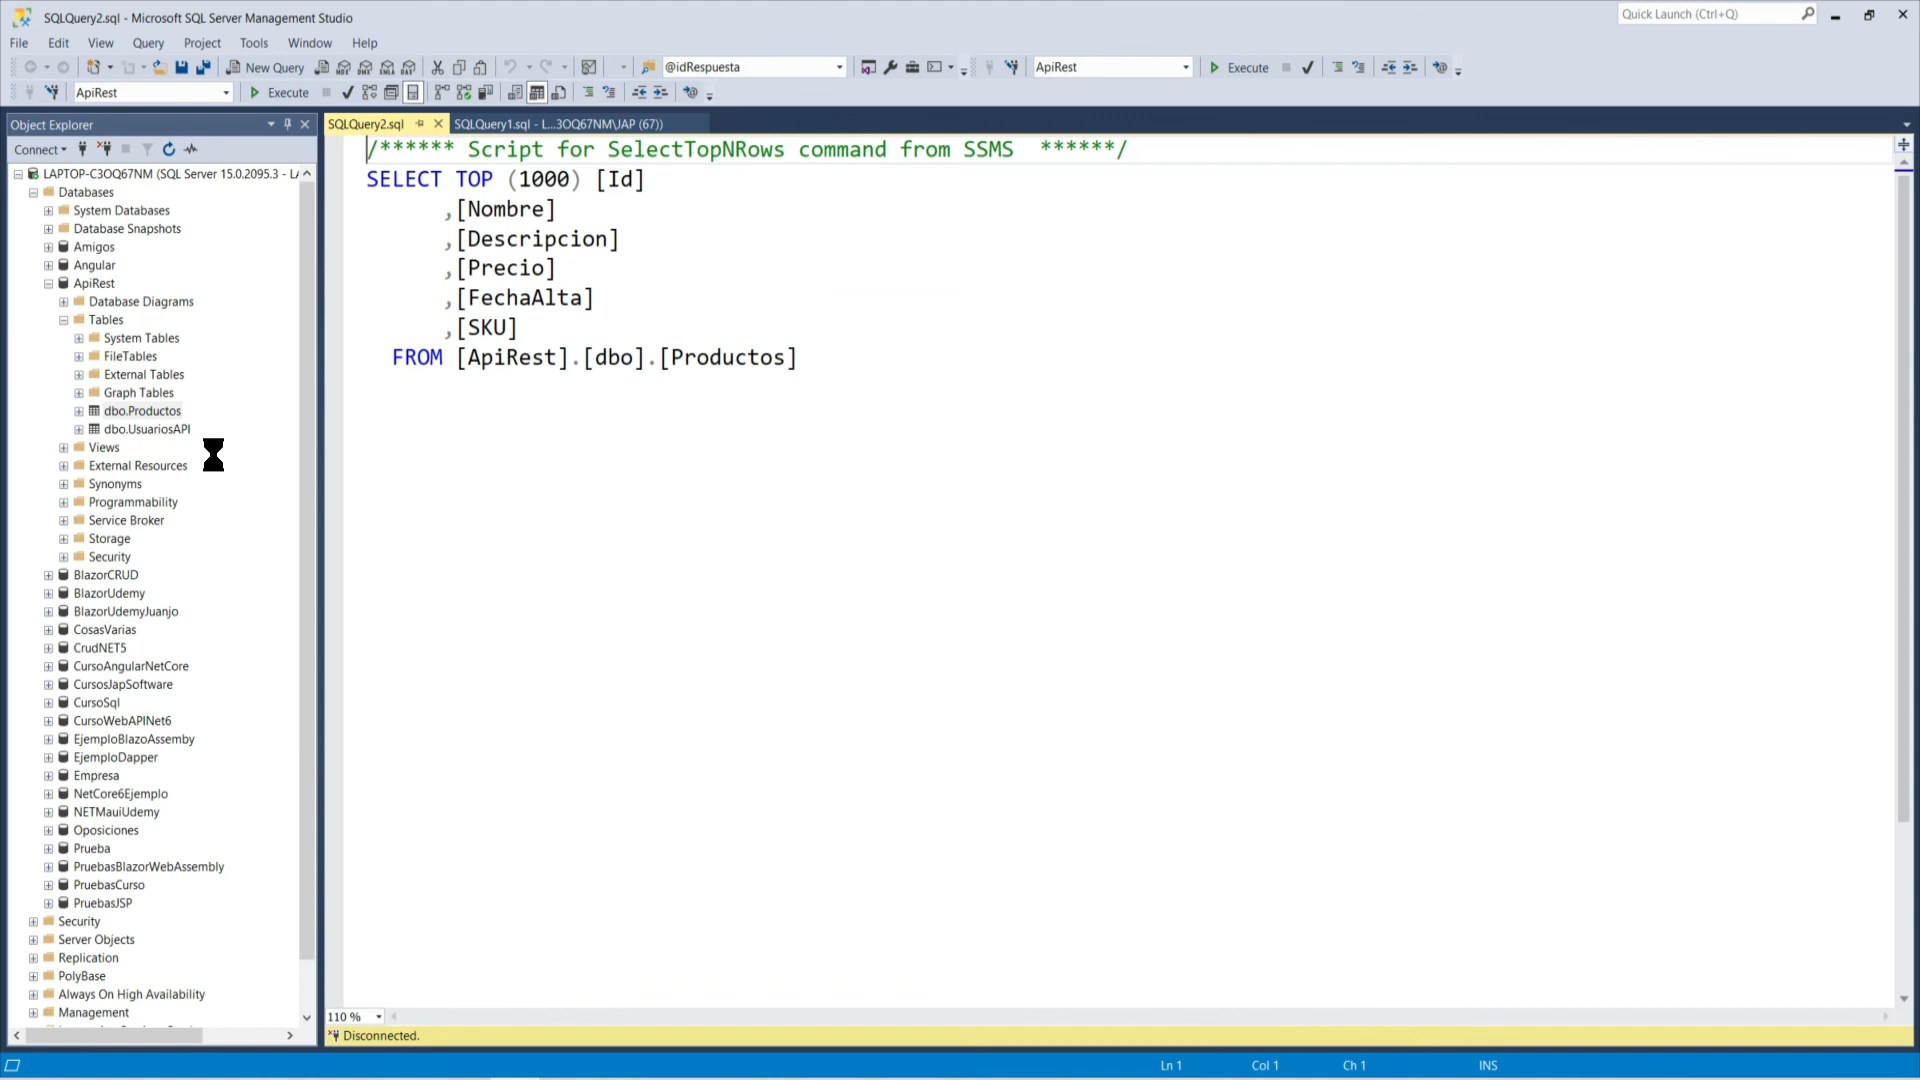 SQLQuery2.sql - Microsoft SQL Server Management Studio
Quick Launch (Ctrl+Q)
File Edit View Query Project Tools Window Help
New Query
@idRespuesta
ApiRest
Execute
ApiRest
Execute
Object Explorer
SQLQuery2.sql
SQLQuery1.sql - L...3OQ67NM\JAP (67))
Connect
LAPTOP-C3OQ67NM (SQL Server 15.0.2095.3 - LA
Databases
System Databases
Database Snapshots
Amigos
Angular
ApiRest
Database Diagrams
Tables
System Tables
FileTables
External Tables
Graph Tables
dbo.Productos
dbo.UsuariosAPI
Views
External Resources
Synonyms
Programmability
Service Broker
Storage
Security
BlazorCRUD
BlazorUdemy
BlazorUdemyJuanjo
CosasVarias
CrudNET5
CursoAngularNetCore
CursosJapSoftware
CursoSql
CursoWebAPINet6
EjemploBlazoAssemby
EjemploDapper
Empresa
NetCore6Ejemplo
NETMauiUdemy
Oposiciones
Prueba
PruebasBlazorWebAssembly
PruebasCurso
PruebasJSP
Security
Server Objects
Replication
PolyBase
Always On High Availability
Management
/****** Script for SelectTopNRows command from SSMS  ******/
SELECT TOP (1000) [Id]
,[Nombre]
,[Descripcion]
,[Precio]
,[FechaAlta]
,[SKU]
FROM [ApiRest].[dbo].[Productos]
110 %
Disconnected.
Ln 1 Col 1 Ch 1 INS